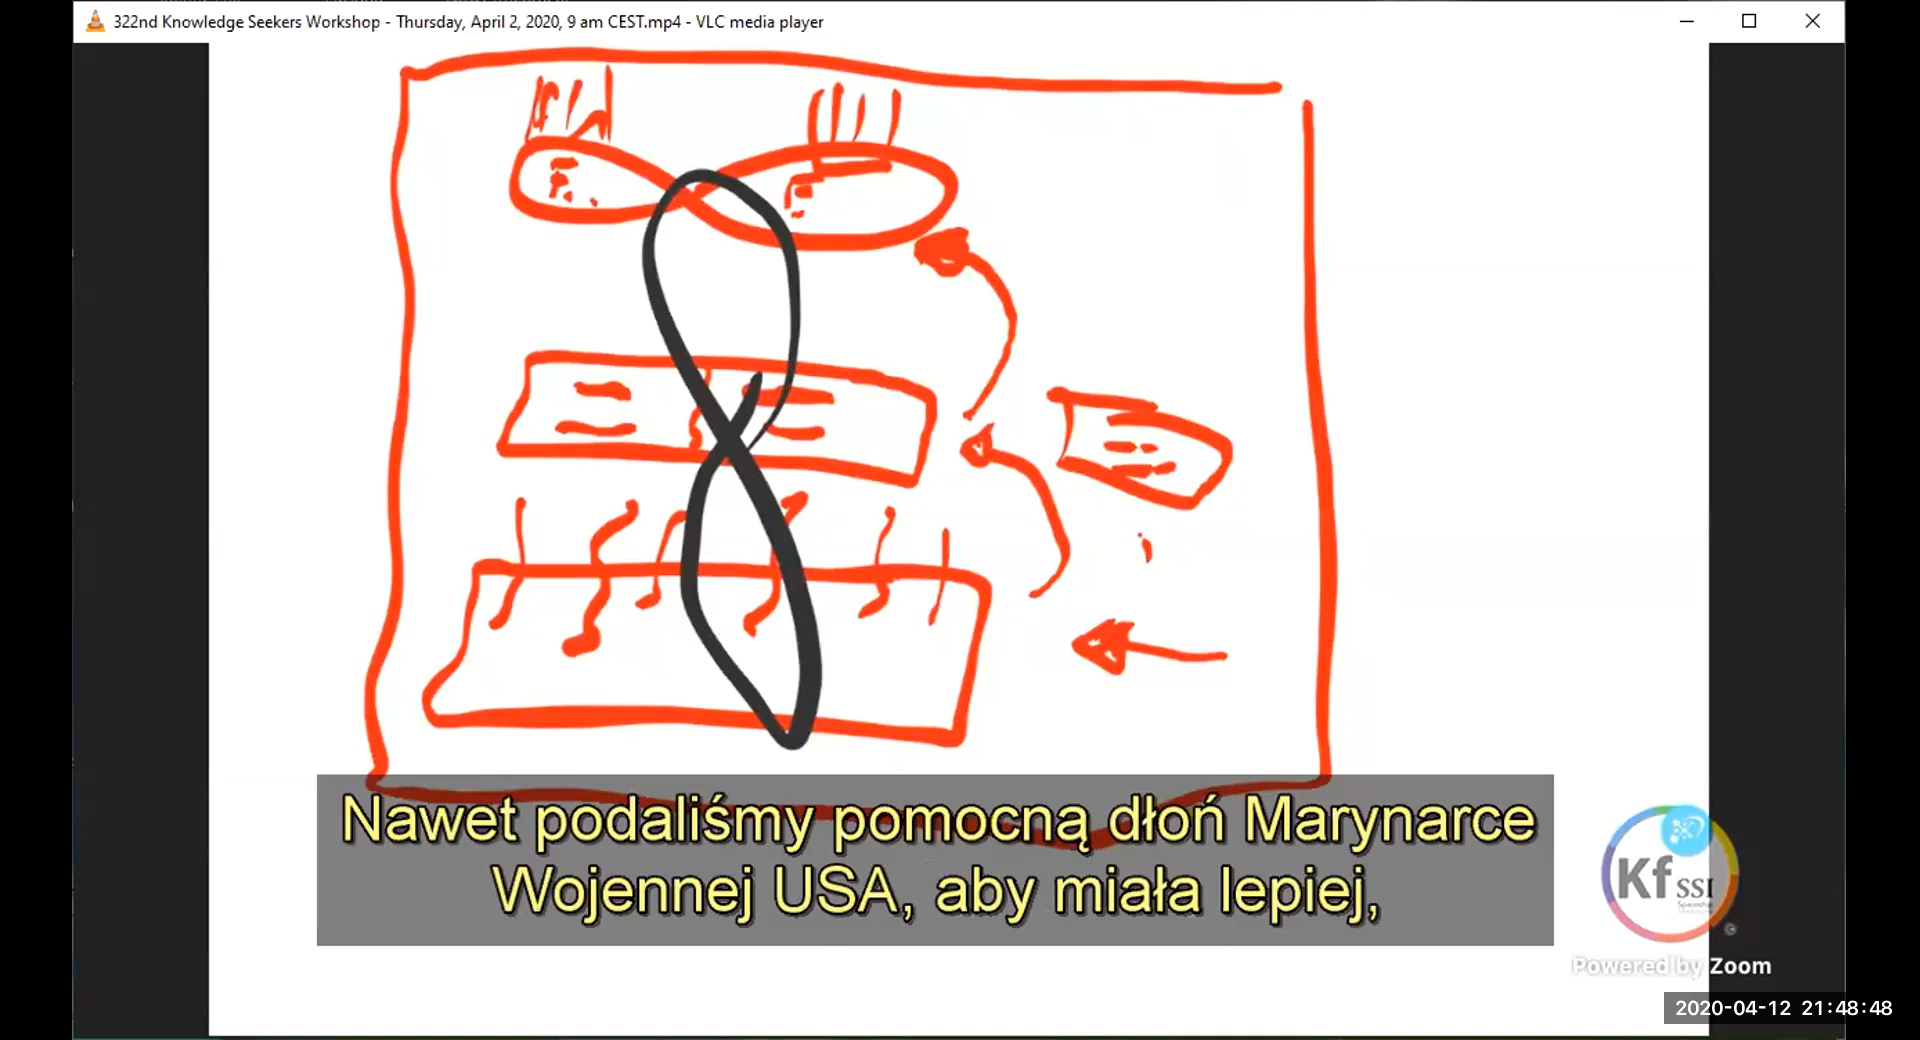 322nd Knowledge Seekers Workshop - Thursday, April 2, 2020, 9 am CEST.mp4 - VLC media player
Nawet podaliśmy pomocną dłoń Marynarce
Wojennej USA, aby miała lepiej,
Kf SSI
Powered by Zoom
2020-04-12 21:48:48